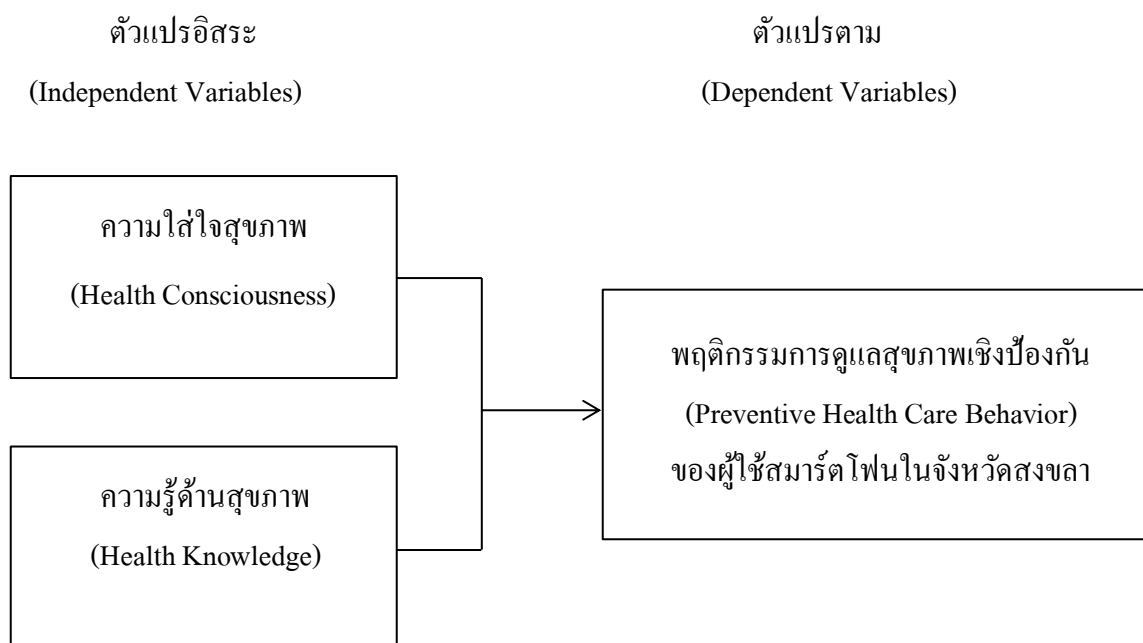 ตัวแปรอิสระ
(Independent Variables)
ตัวแปรตาม
(Dependent Variables)
ความใส่ใจสุขภาพ
(Health Consciousness)
ความรู้ด้านสุขภาพ
(Health Knowledge)
พฤติกรรมการดูแลสุขภาพเชิงป้องกัน
(Preventive Health Care Behavior)
ของผู้ใช้สมาร์ตโฟนในจังหวัดสงขลา